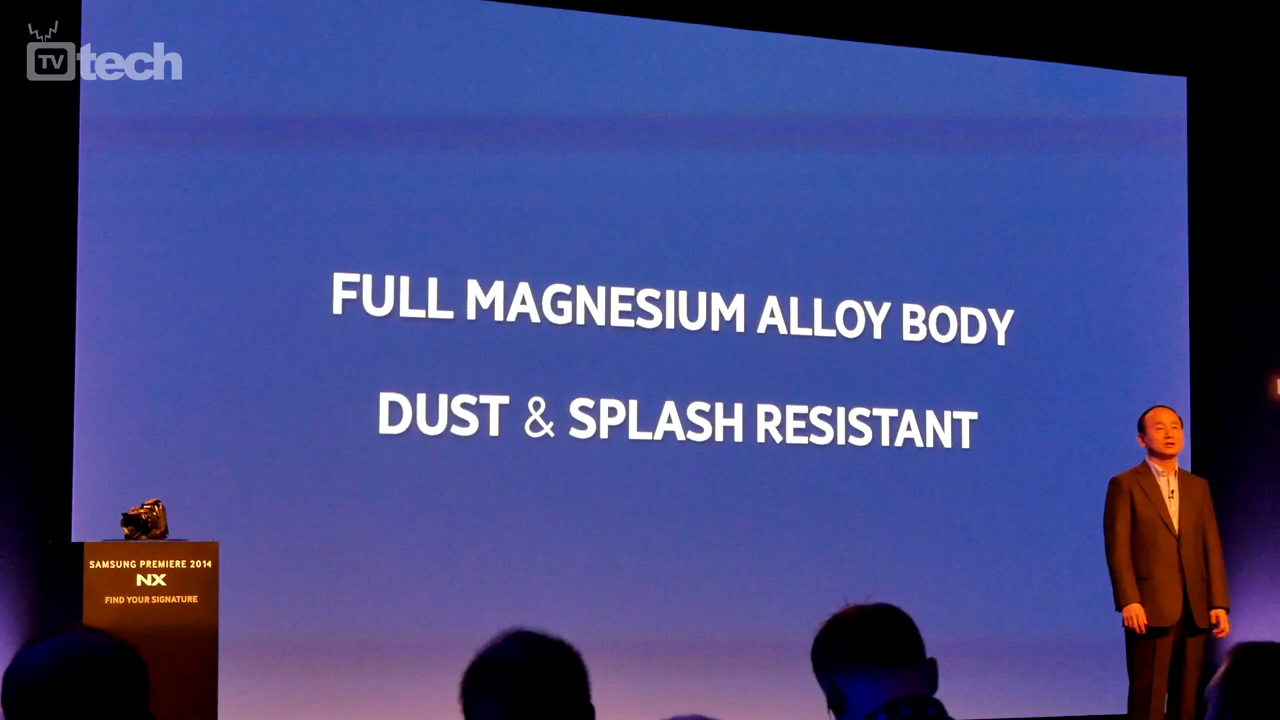 TV tech
FULL MAGNESIUM ALLOY BODY
DUST & SPLASH RESISTANT
SAMSUNG PREMIERE 2014
NX
FIND YOUR SIGNATURE